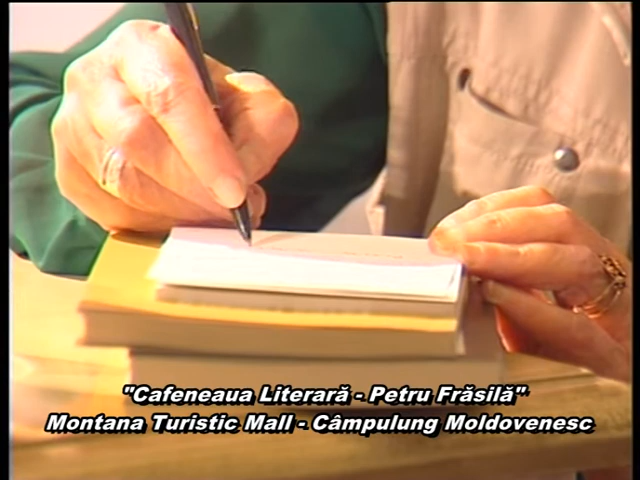 "Cafeneaua Literară - Petru Frăsilă"
Montana Turistic Mall - Câmpulung Moldovenesc